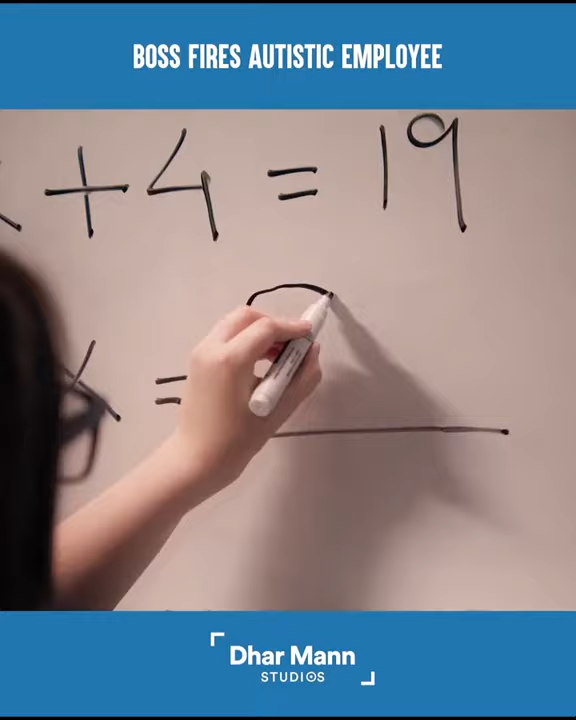 BOSS FIRES AUTISTIC EMPLOYEE
+4 = 19
x =
Dhar Mann
STUDIOS